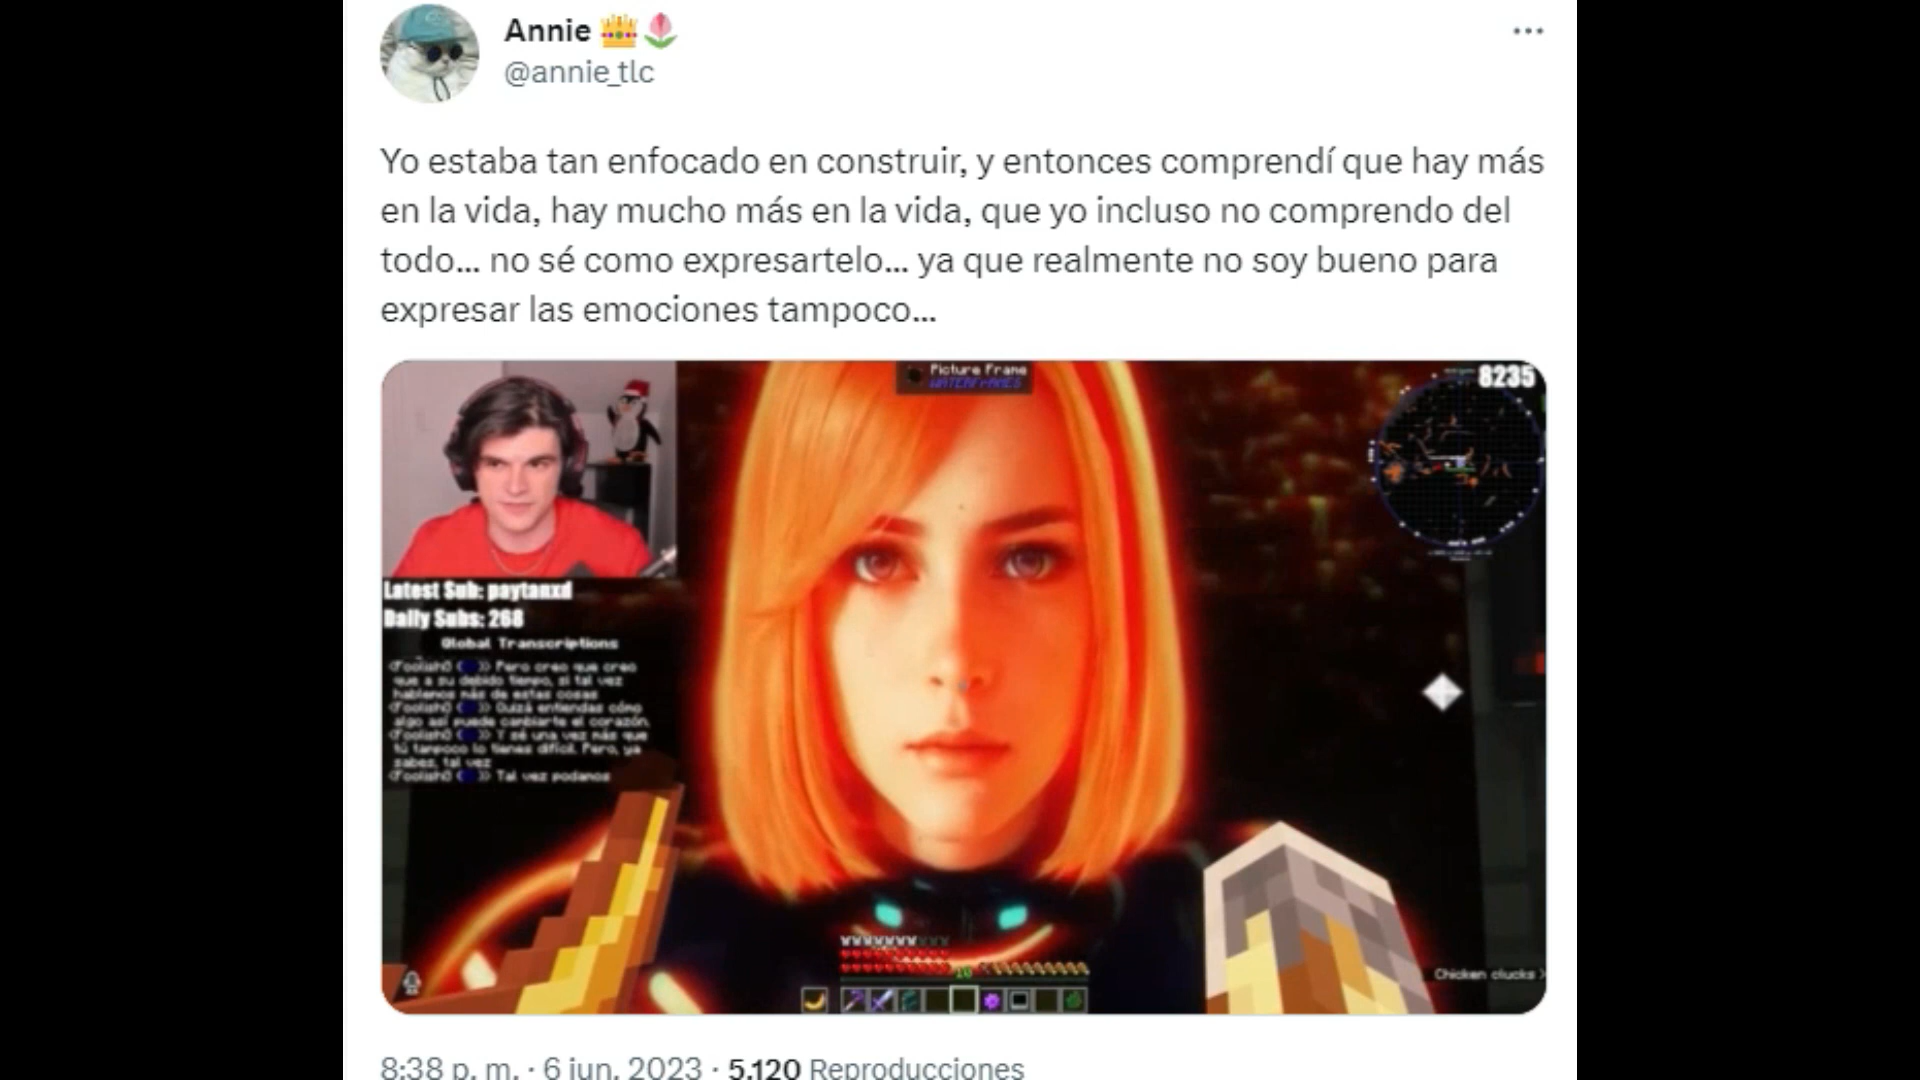 Annie
@annie_tlc
Yo estaba tan enfocado en construir, y entonces comprendí que hay más
en la vida, hay mucho más en la vida, que yo incluso no comprendo del
todo... no sé como expresartelo... ya que realmente no soy bueno para
expresar las emociones tampoco...
Picture Frame
WATERFRAMES
8235
Latest Sub: paytanxd
Daily Subs: 268
Global Transcriptions
Pero creo que creo
que a su debido tiempo, si tal vez
hablemos más de estas cosas
Quizá entiendas cómo
algo así puede cambiarte el corazón.
Y sé una vez más que
tú tampoco lo tienes difícil. Pero, ya
sabes, tal vez
Tal vez podamos
16
Chicken clucks >
8:38 p. m. · 6 jun. 2023 · 5.120 Reproducciones